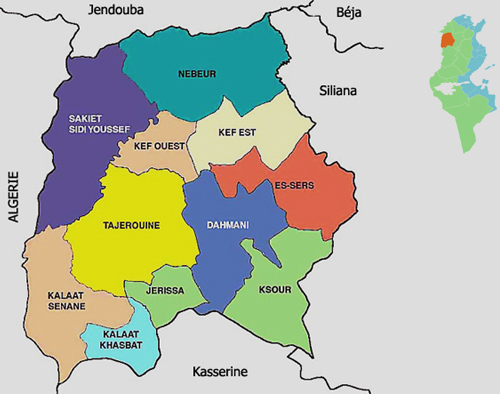 Jendouba
Béja
NEBEUR
Siliana
SAKIET
SIDI YOUSSEF
KEF OUEST
KEF EST
ES-SERS
ALGERIE
TAJEROUINE
DAHMANI
KALAAT
SENANE
JERISSA
KSOUR
KALAAT
KHASBAT
Kasserine